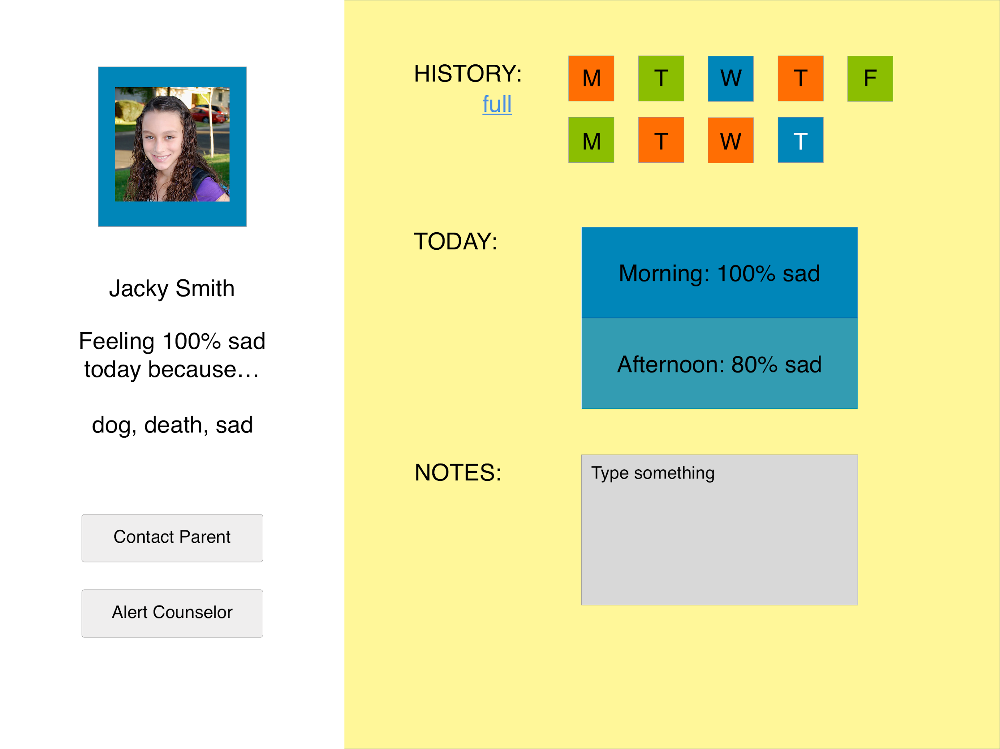 Jacky Smith
Feeling 100% sad
today because…
dog, death, sad
Contact Parent
Alert Counselor
HISTORY:
full
M T W T F
M T W T
TODAY:
Morning: 100% sad
Afternoon: 80% sad
NOTES:
Type something